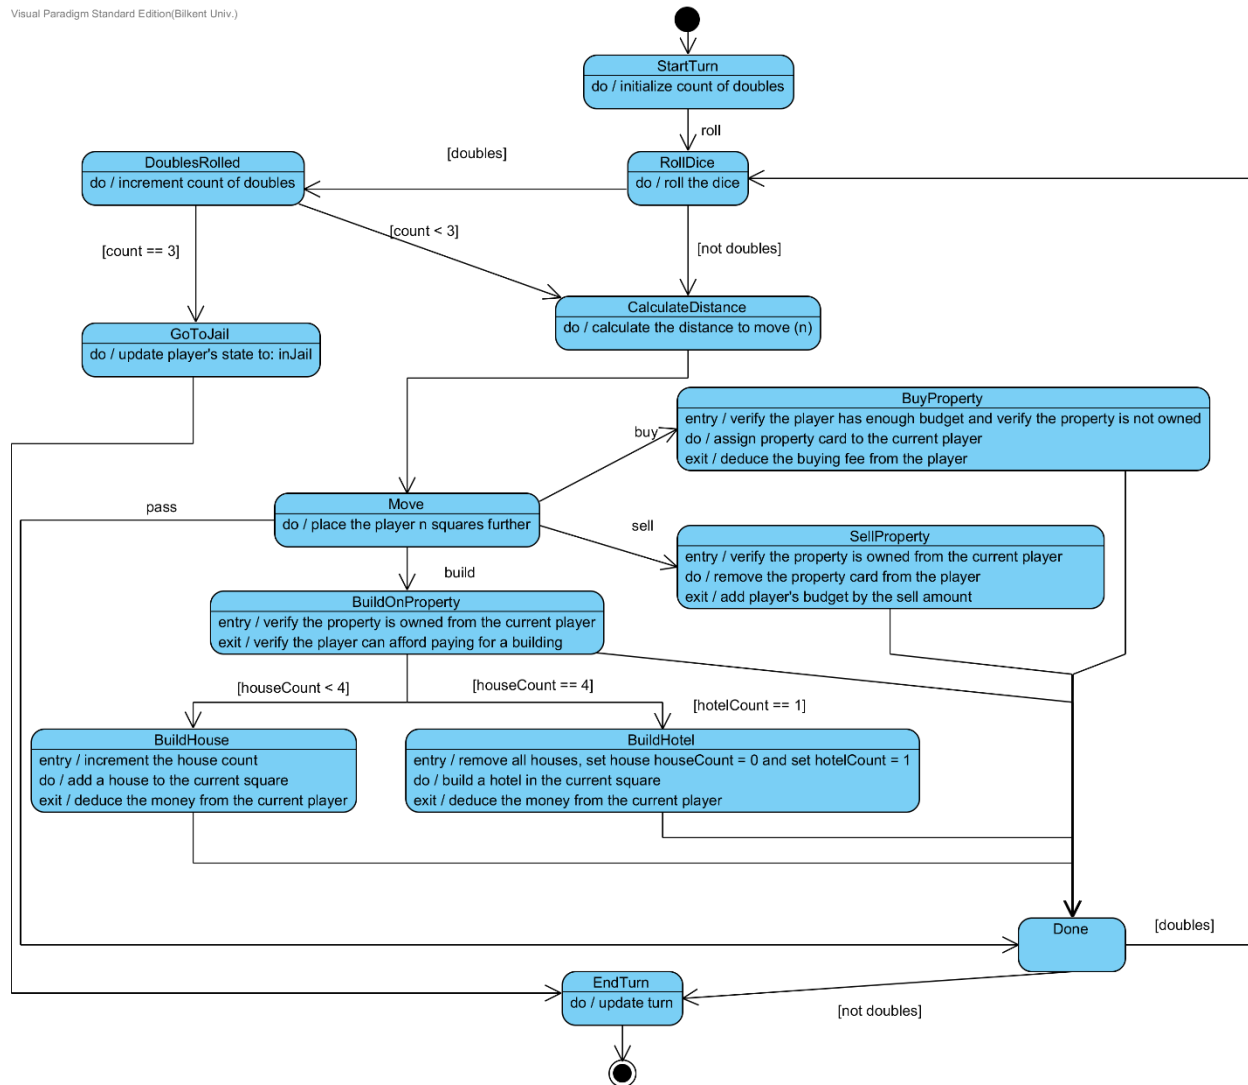 Visual Paradigm Standard Edition(Bilkent Univ.)
StartTurn
do / initialize count of doubles
roll
[doubles]
DoublesRolled
do / increment count of doubles
RollDice
do / roll the dice
[count == 3]
[count < 3]
[not doubles]
GoToJail
do / update player's state to: inJail
CalculateDistance
do / calculate the distance to move (n)
buy
BuyProperty
entry / verify the player has enough budget and verify the property is not owned
do / assign property card to the current player
exit / deduce the buying fee from the player
pass
Move
do / place the player n squares further
sell
SellProperty
entry / verify the property is owned from the current player
do / remove the property card from the player
exit / add player's budget by the sell amount
build
BuildOnProperty
entry / verify the property is owned from the current player
exit / verify the player can afford paying for a building
[houseCount < 4]
[houseCount == 4]
[hotelCount == 1]
BuildHouse
entry / increment the house count
do / add a house to the current square
exit / deduce the money from the current player
BuildHotel
entry / remove all houses, set house houseCount = 0 and set hotelCount = 1
do / build a hotel in the current square
exit / deduce the money from the current player
Done
[doubles]
EndTurn
do / update turn
[not doubles]